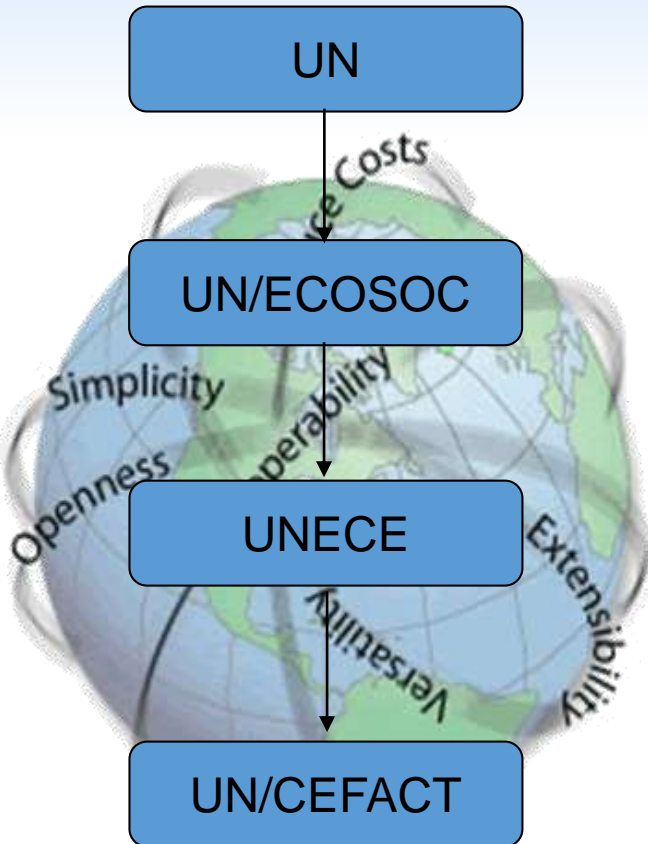 UN
Costs
UN/ECOSOC
Simplicity
Openness
UNECE
Extensibility
Versatility
UN/CEFACT